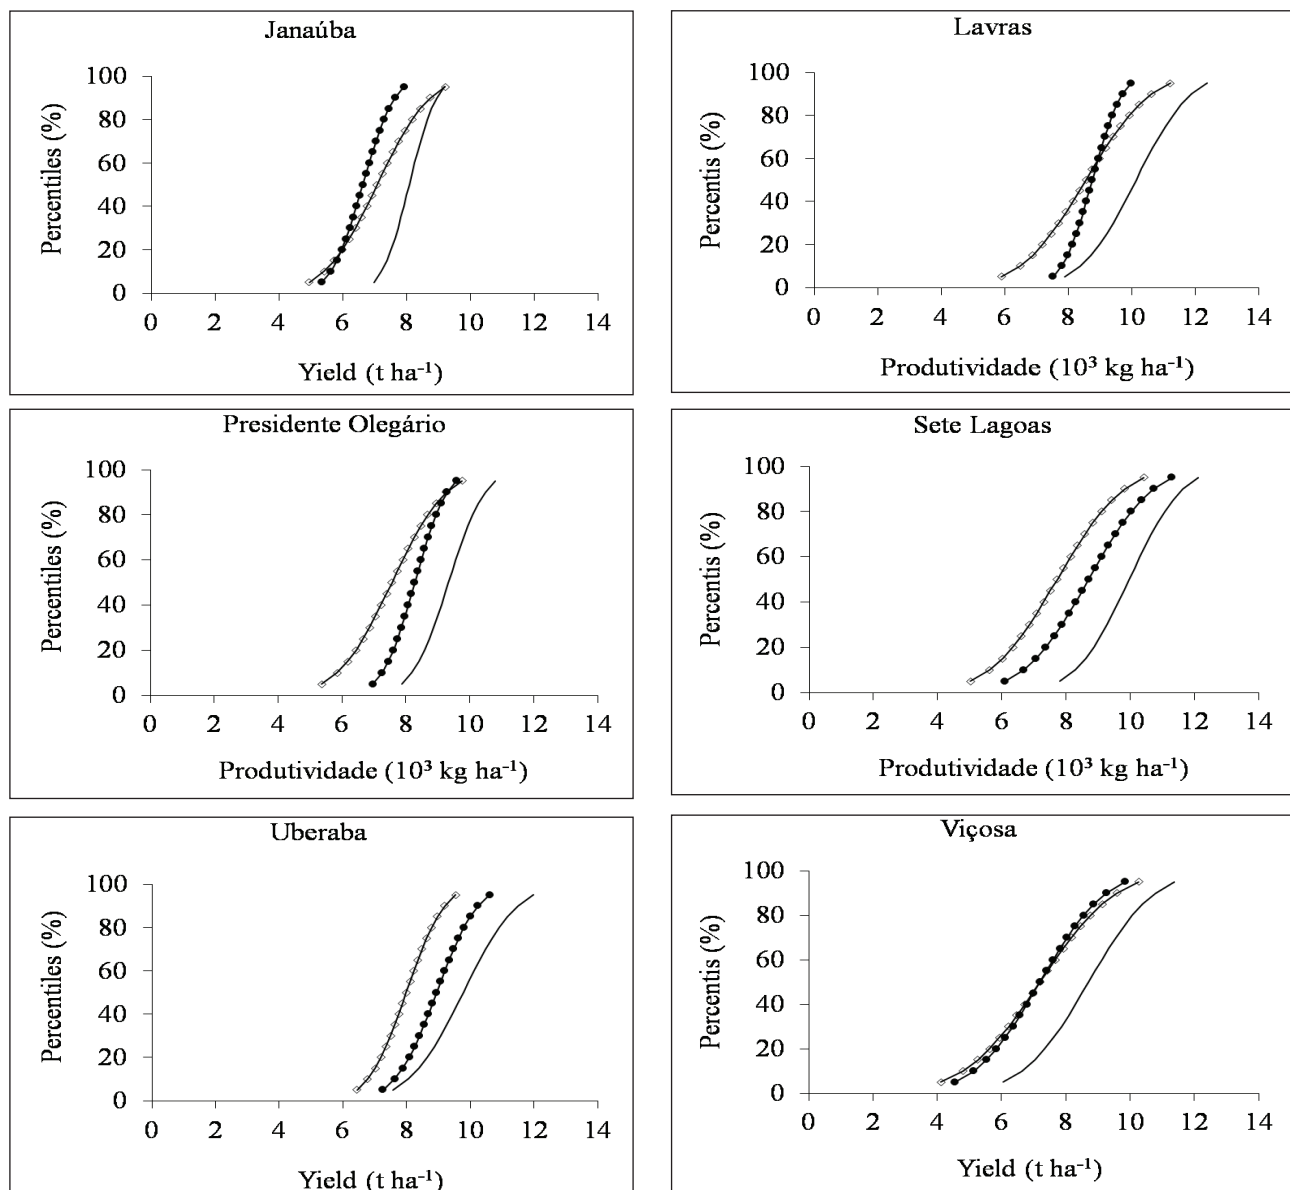 Janaúba
Percentiles (%)
100
80
60
40
20
0
0 2 4 6 8 10 12 14
Yield (t ha⁻¹)
Lavras
Percentis (%)
100
80
60
40
20
0
0 2 4 6 8 10 12 14
Produtividade (10³ kg ha⁻¹)
Presidente Olegário
Percentiles (%)
100
80
60
40
20
0
0 2 4 6 8 10 12 14
Produtividade (10³ kg ha⁻¹)
Sete Lagoas
Percentis (%)
100
80
60
40
20
0
0 2 4 6 8 10 12 14
Produtividade (10³ kg ha⁻¹)
Uberaba
Percentiles (%)
100
80
60
40
20
0
0 2 4 6 8 10 12 14
Yield (t ha⁻¹)
Viçosa
Percentis (%)
100
80
60
40
20
0
0 2 4 6 8 10 12 14
Yield (t ha⁻¹)